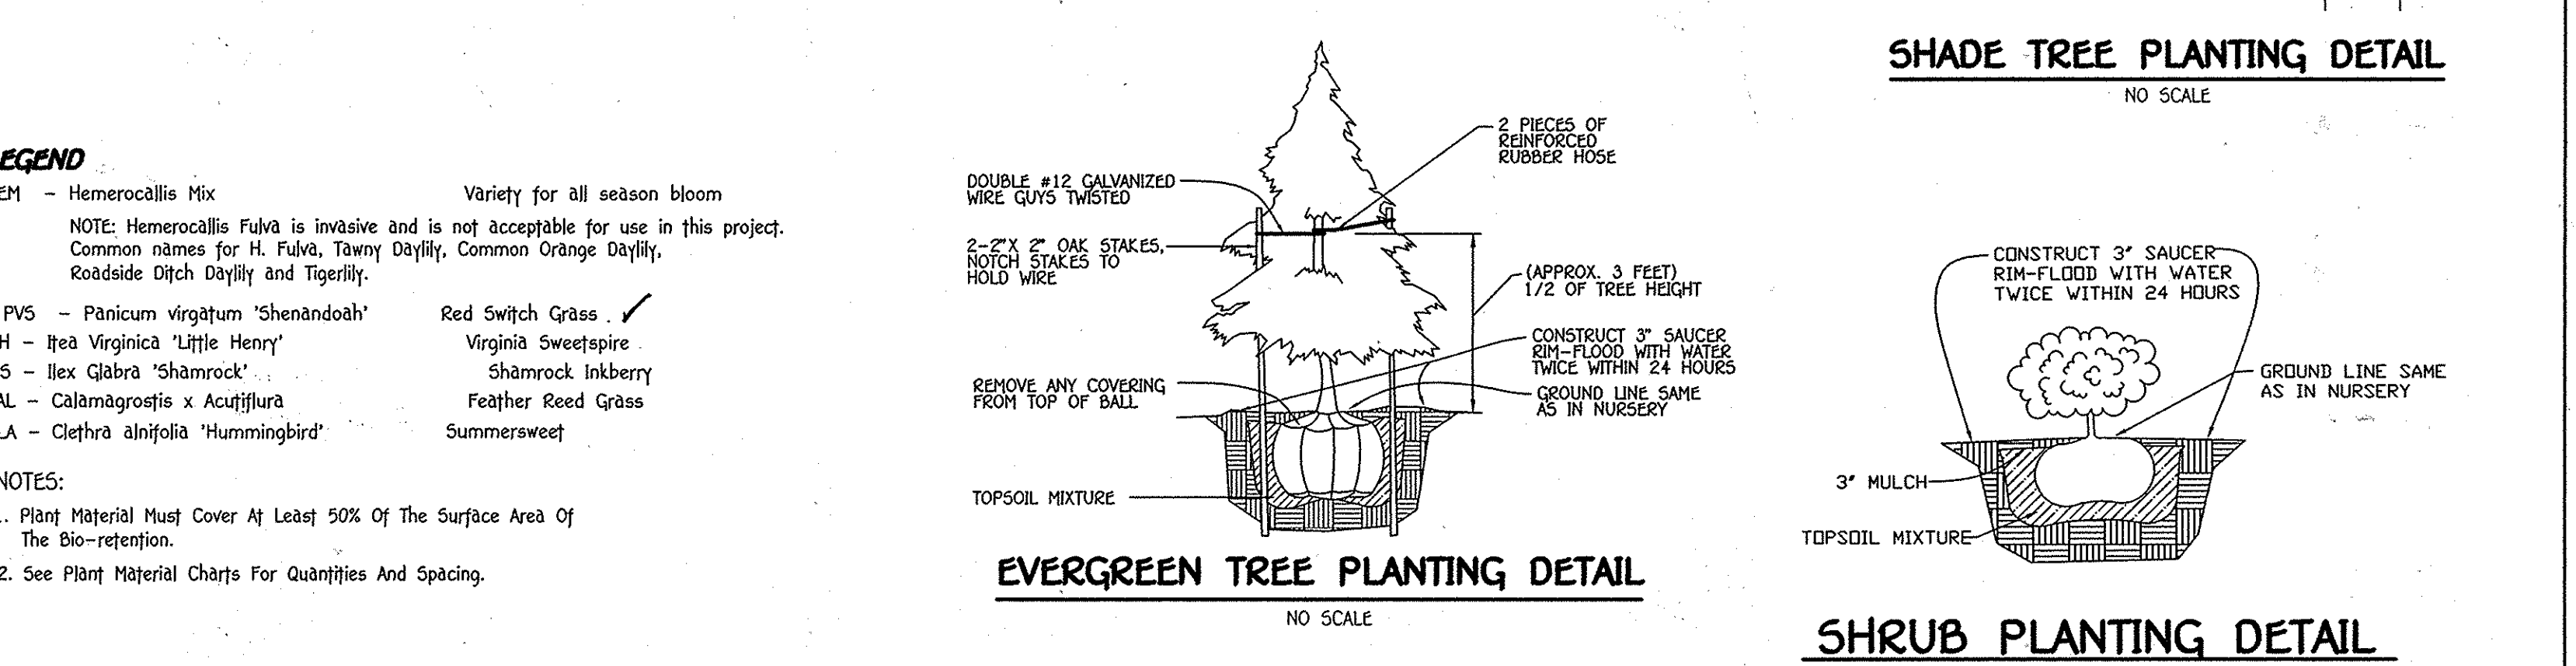 EGEND
EM – Hemerocallis Mix Variety for all season bloom
NOTE: Hemerocallis Fulva is invasive and is not acceptable for use in this project.
Common names for H. Fulva, Tawny Daylily, Common Orange Daylily,
Roadside Ditch Daylily and Tigerlily.
PVS – Panicum virgatum 'Shenandoah' Red Switch Grass ✓
H – Itea Virginica 'Little Henry' Virginia Sweetspire
S – Ilex Glabra 'Shamrock' Shamrock Inkberry
AL – Calamagrostis x Acutiflura Feather Reed Grass
LA – Clethra alnifolia 'Hummingbird' Summersweet
NOTES:
. Plant Material Must Cover At Least 50% Of The Surface Area Of
The Bio-retention.
2. See Plant Material Charts For Quantities And Spacing.
DOUBLE #12 GALVANIZED
WIRE GUYS TWISTED
2-2"X 2" OAK STAKES,
NOTCH STAKES TO
HOLD WIRE
REMOVE ANY COVERING
FROM TOP OF BALL
TOPSOIL MIXTURE
2 PIECES OF
REINFORCED
RUBBER HOSE
(APPROX. 3 FEET)
1/2 OF TREE HEIGHT
CONSTRUCT 3" SAUCER
RIM-FLOOD WITH WATER
TWICE WITHIN 24 HOURS
GROUND LINE SAME
AS IN NURSERY
EVERGREEN TREE PLANTING DETAIL
NO SCALE
SHADE TREE PLANTING DETAIL
NO SCALE
CONSTRUCT 3" SAUCER
RIM-FLOOD WITH WATER
TWICE WITHIN 24 HOURS
GROUND LINE SAME
AS IN NURSERY
3" MULCH
TOPSOIL MIXTURE
SHRUB PLANTING DETAIL